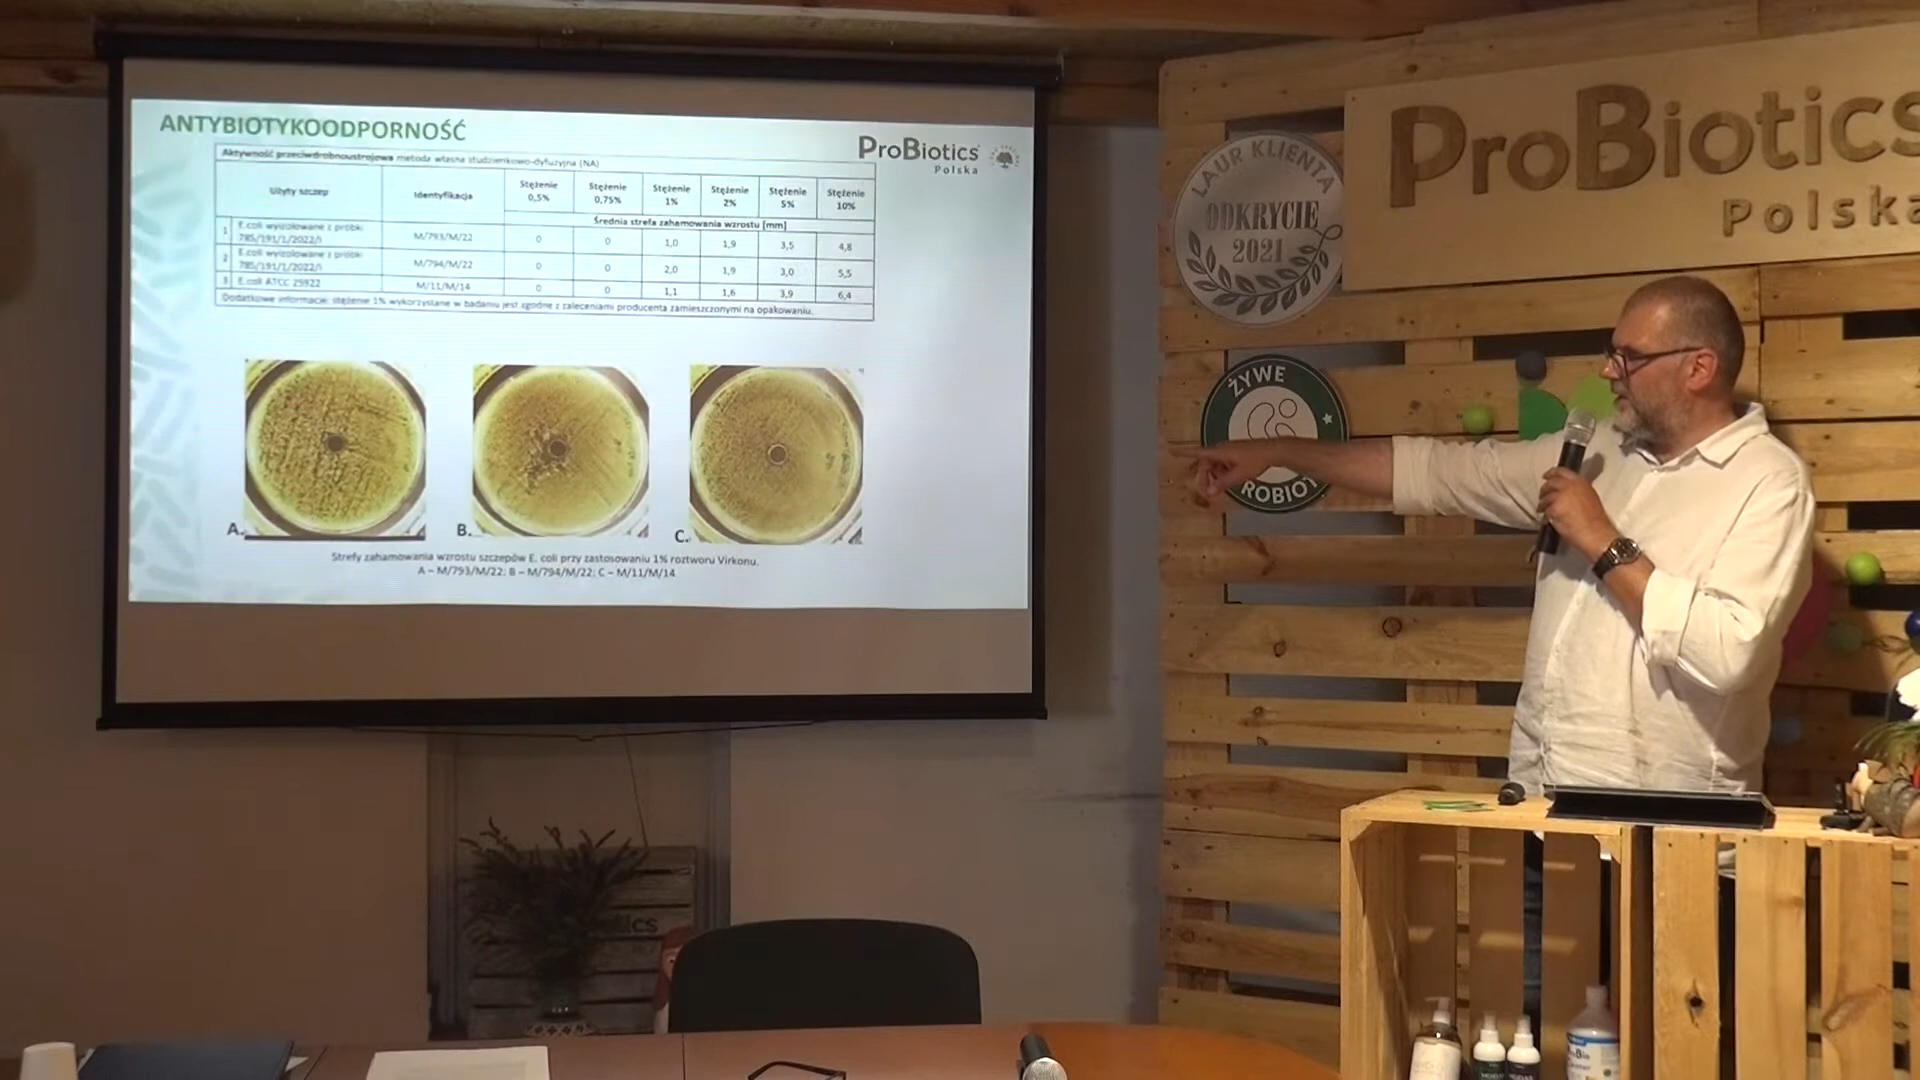 ANTYBIOTYKOODPORNOŚĆ
ProBiotics
Polska
Aktywność przeciwdrobnoustrojowa metoda własna studzienkowo-dyfuzyjna (NA)
Użyty szczep Identyfikacja Stężenie 0,5% Stężenie 0,75% Stężenie 1% Stężenie 2% Stężenie 5% Stężenie 10%
Średnia strefa zahamowania wzrostu [mm]
1 E.coli wyizolowane z próbki 785/191/1/2022/I M/793/M/22 0 0 1,0 1,9 3,5 4,8
2 E.coli wyizolowane z próbki 785/191/1/2022/I M/794/M/22 0 0 2,0 1,9 3,0 5,5
3 E.coli ATCC 25922 M/11/M/14 0 0 1,1 1,6 3,9 6,4
Dodatkowe informacje: stężenie 1% wykorzystane w badaniu jest zgodne z zaleceniami producenta zamieszczonymi na opakowaniu.
A. B. C.
Strefy zahamowania wzrostu szczepów E. coli przy zastosowaniu 1% roztworu Virkonu.
A – M/793/M/22; B – M/794/M/22; C – M/11/M/14
ProBiotics
Polska
LAUR KLIENTA
ODKRYCIE
2021
ŻYWE
ROBIOT